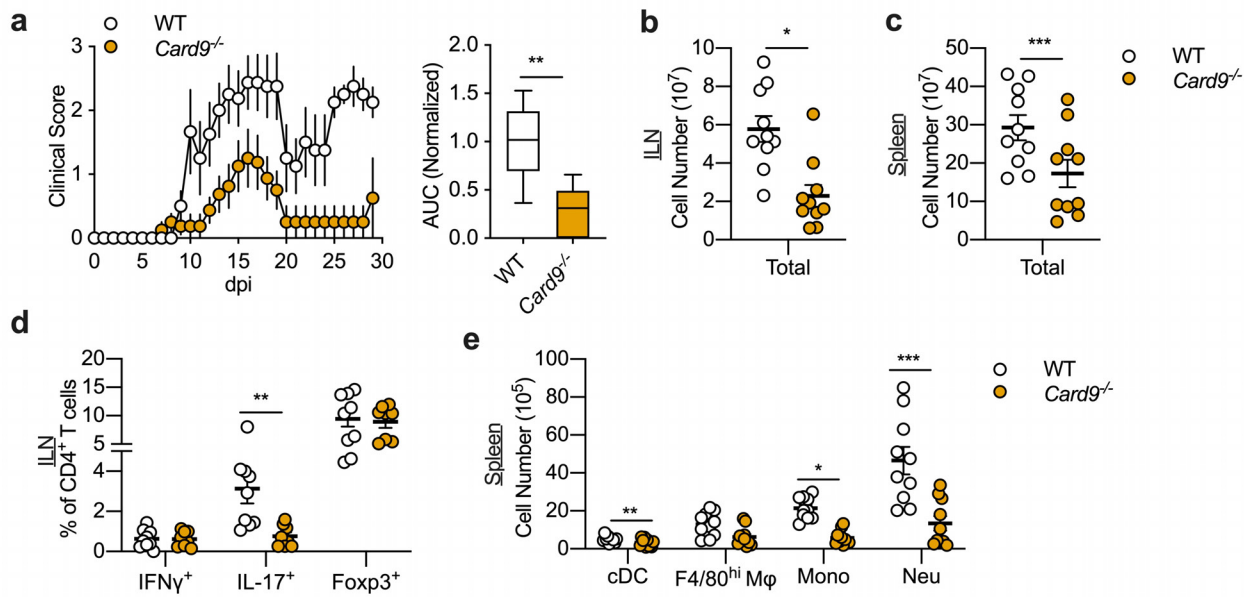 a
WT
Card9-/-
3
2
1
0
Clinical Score
0 5 10 15 20 25 30
dpi
2.0
1.5
1.0
0.5
0.0
AUC (Normalized)
**
WT
Card9-/-
b
*
10
8
6
4
2
0
ILN
Cell Number (10⁷)
Total
c
***
50
40
30
20
10
0
Spleen
Cell Number (10⁷)
Total
WT
Card9-/-
d
20
15
10
5
4
2
0
ILN
% of CD4⁺ T cells
**
IFNγ⁺ IL-17⁺ Foxp3⁺
e
100
80
60
40
20
0
Spleen
Cell Number (10⁵)
**
*
***
cDC F4/80ʰⁱ Mφ Mono Neu
WT
Card9-/-